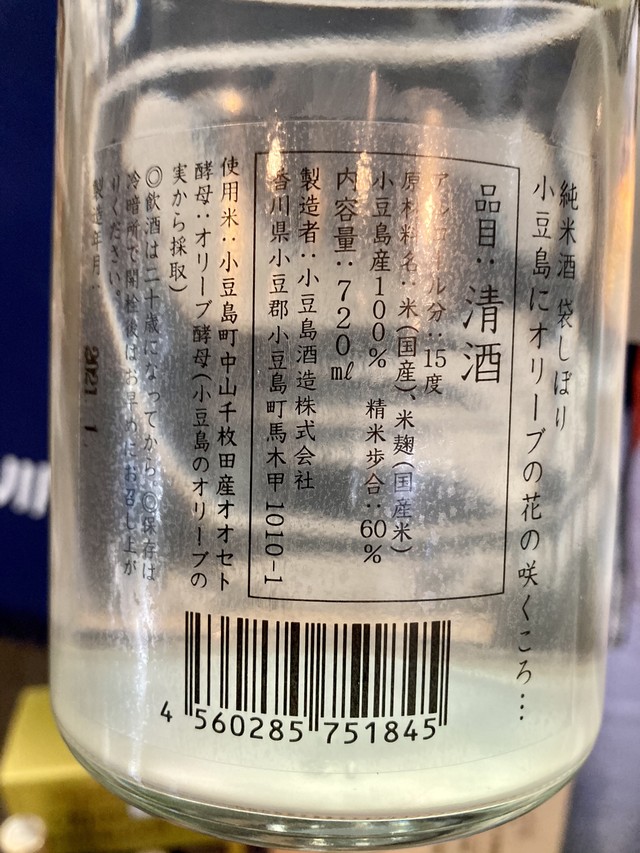 純米酒 袋しぼり
小豆島にオリーブの花の咲くころ…
品目：清酒
アルコール分：15度
原材料名：米(国産)、米麹(国産米)
小豆島産100％ 精米歩合：60％
内容量：720㎖
製造者：小豆島酒造株式会社
香川県小豆郡小豆島町馬木甲1010-1
使用米：小豆島町中山千枚田産オオセト
酵母：オリーブ酵母(小豆島のオリーブの
実から採取)
◎飲酒は二十歳になってから。◎保存は
冷暗所で開栓後はお早めにお召し上が
りください。
製造年月：2021.1
4 560285 751845